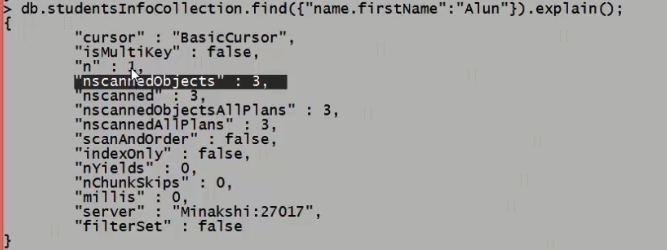 > db.studentsInfoCollection.find({"name.firstName":"Alun"}).explain();
{
"cursor" : "BasicCursor",
"isMultiKey" : false,
"n" : 1,
"nscannedObjects" : 3,
"nscanned" : 3,
"nscannedObjectsAllPlans" : 3,
"nscannedAllPlans" : 3,
"scanAndOrder" : false,
"indexOnly" : false,
"nYields" : 0,
"nChunkSkips" : 0,
"millis" : 0,
"server" : "Minakshi:27017",
"filterSet" : false
}